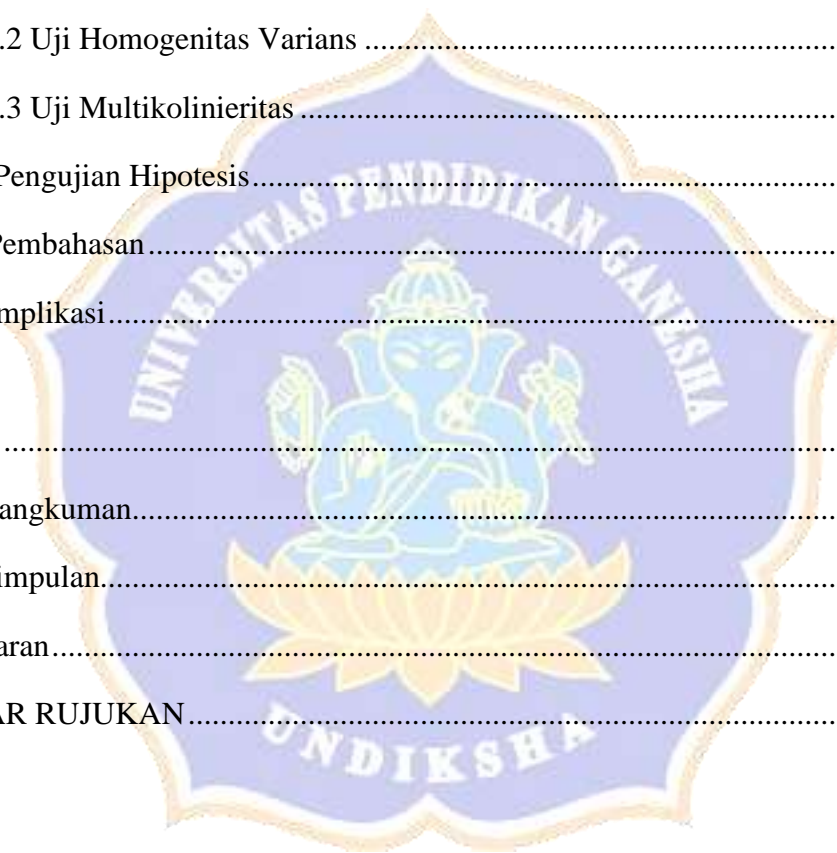 .2 Uji Homogenitas Varians ..........................................................
.3 Uji Multikolinieritas ..................................................................
Pengujian Hipotesis.........................................................................
Pembahasan.....................................................................................
mplikasi...........................................................................................
UNIVERSITAS PENDIDIKAN GANESHA
........................................................................................................
angkuman........................................................................................
impulan............................................................................................
aran..................................................................................................
AR RUJUKAN.................................................................................
UNDIKSHA